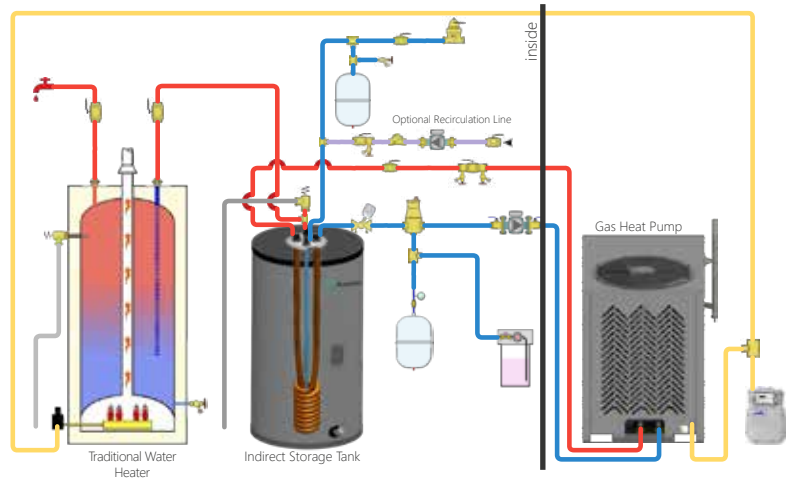 inside
Optional Recirculation Line
Gas Heat Pump
Traditional Water
Heater
Indirect Storage Tank